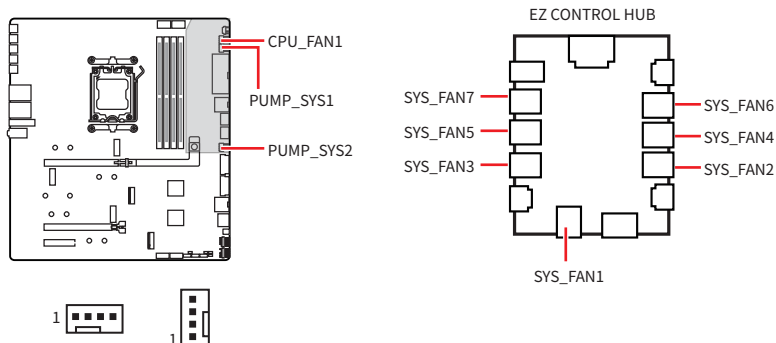 EZ CONTROL HUB
CPU_FAN1
PUMP_SYS1
PUMP_SYS2
SYS_FAN7
SYS_FAN5
SYS_FAN3
SYS_FAN6
SYS_FAN4
SYS_FAN2
SYS_FAN1
1
1